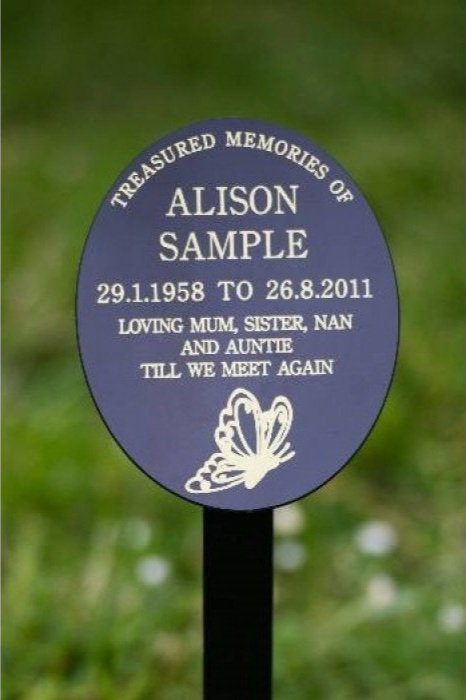 TREASURED MEMORIES OF
ALISON
SAMPLE
29.1.1958 TO 26.8.2011
LOVING MUM, SISTER, NAN
AND AUNTIE
TILL WE MEET AGAIN